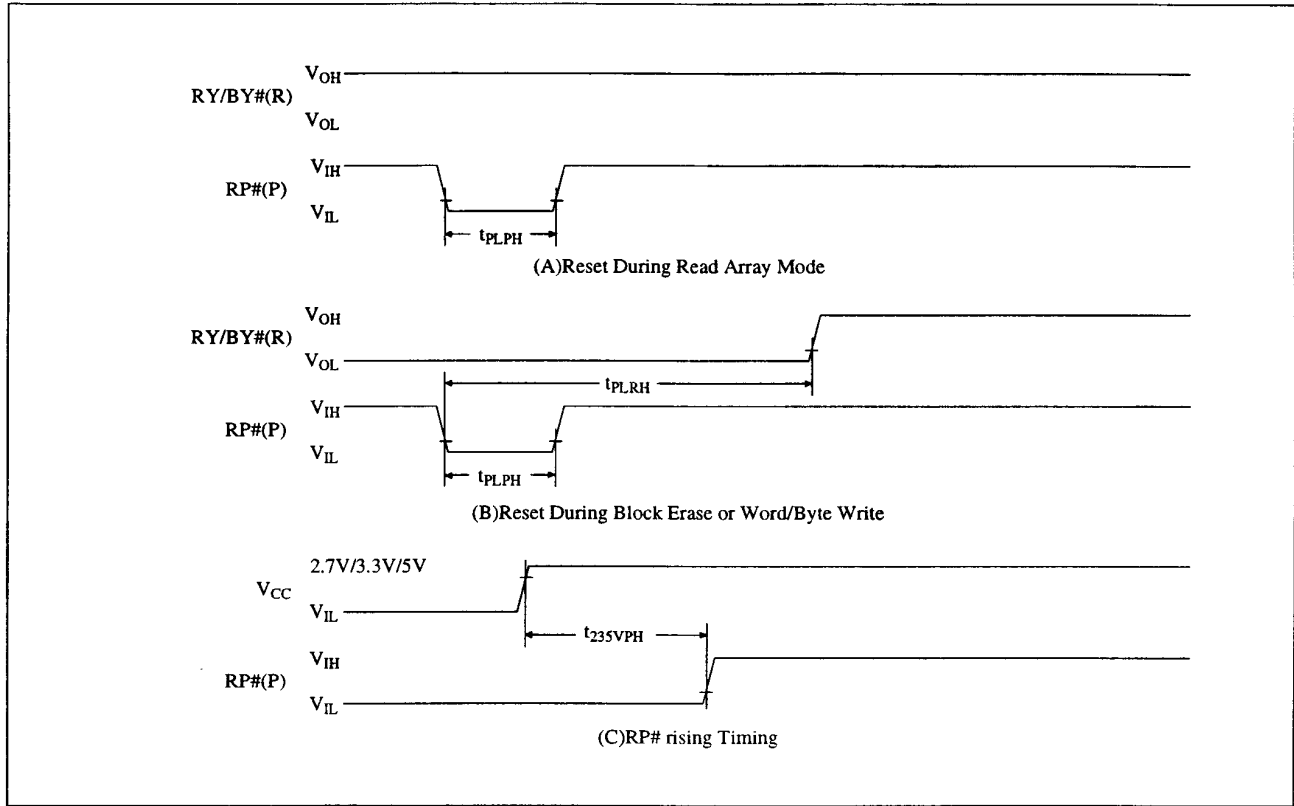 RY/BY#(R)
VOH
VOL
RP#(P)
VIH
VIL
tPLPH
(A)Reset During Read Array Mode
RY/BY#(R)
VOH
VOL
tPLRH
RP#(P)
VIH
VIL
tPLPH
(B)Reset During Block Erase or Word/Byte Write
VCC
2.7V/3.3V/5V
VIL
t235VPH
RP#(P)
VIH
VIL
(C)RP# rising Timing